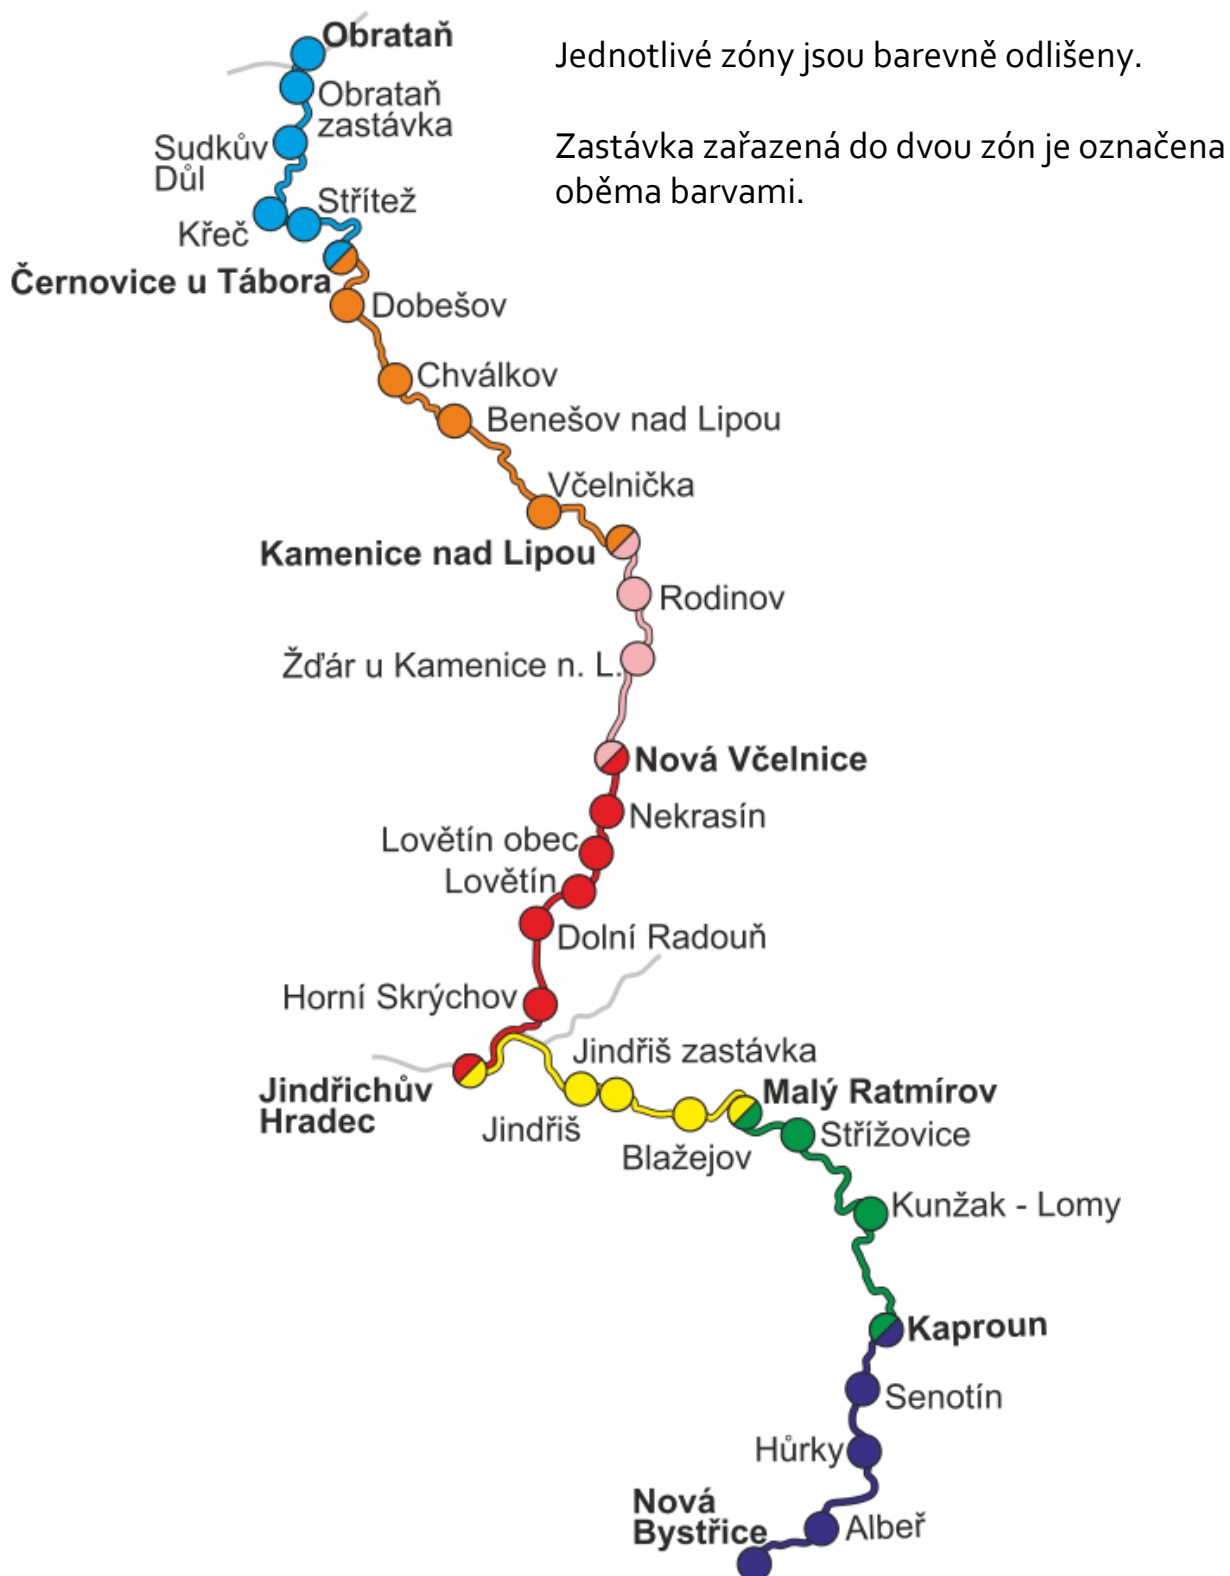 Obrataň
Jednotlivé zóny jsou barevně odlišeny.
Obrataň
zastávka
Zastávka zařazená do dvou zón je označena
oběma barvami.
Sudkův
Důl
Střítež
Křeč
Černovice u Tábora
Dobešov
Chválkov
Benešov nad Lipou
Včelnička
Kamenice nad Lipou
Rodinov
Žďár u Kamenice n. L.
Nová Včelnice
Nekrasín
Lovětín obec
Lovětín
Dolní Radouň
Horní Skrýchov
Jindřiš zastávka
Jindřichův
Hradec
Malý Ratmírov
Jindřiš
Střížovice
Blažejov
Kunžak - Lomy
Kaproun
Senotín
Hůrky
Nová
Bystřice
Albeř